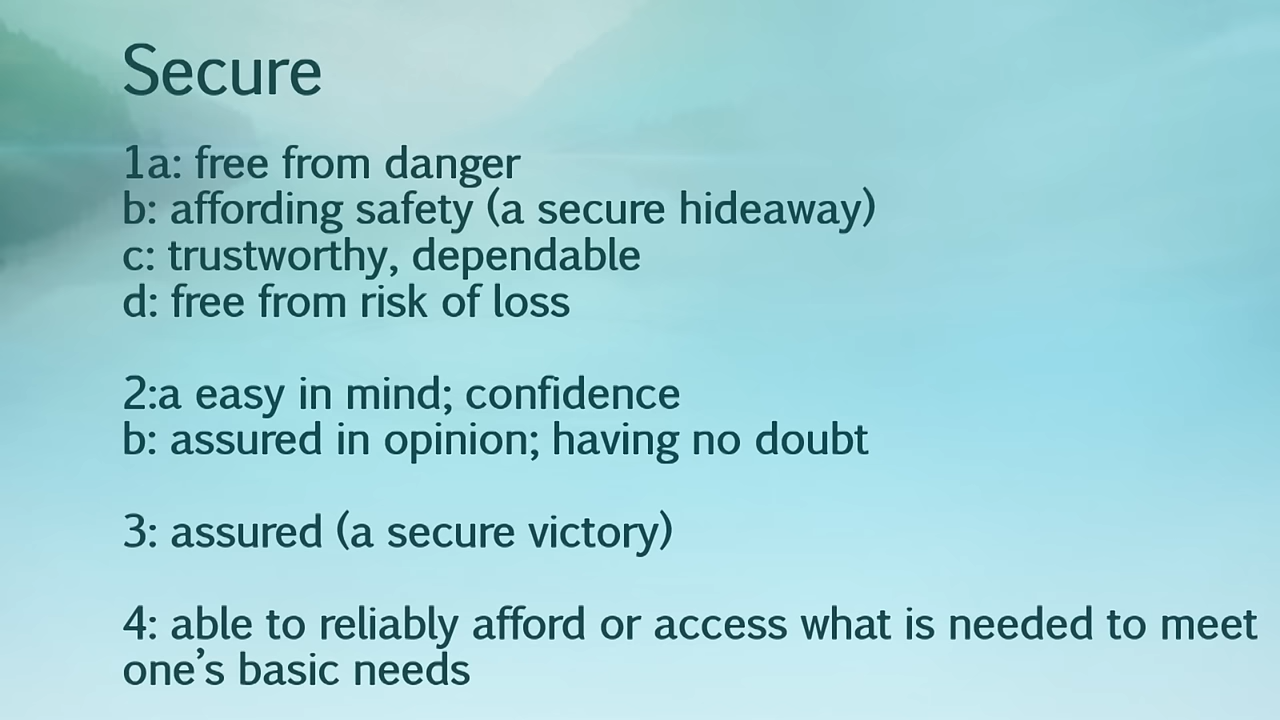 Secure
1a: free from danger
b: affording safety (a secure hideaway)
c: trustworthy, dependable
d: free from risk of loss
2:a easy in mind; confidence
b: assured in opinion; having no doubt
3: assured (a secure victory)
4: able to reliably afford or access what is needed to meet
one’s basic needs